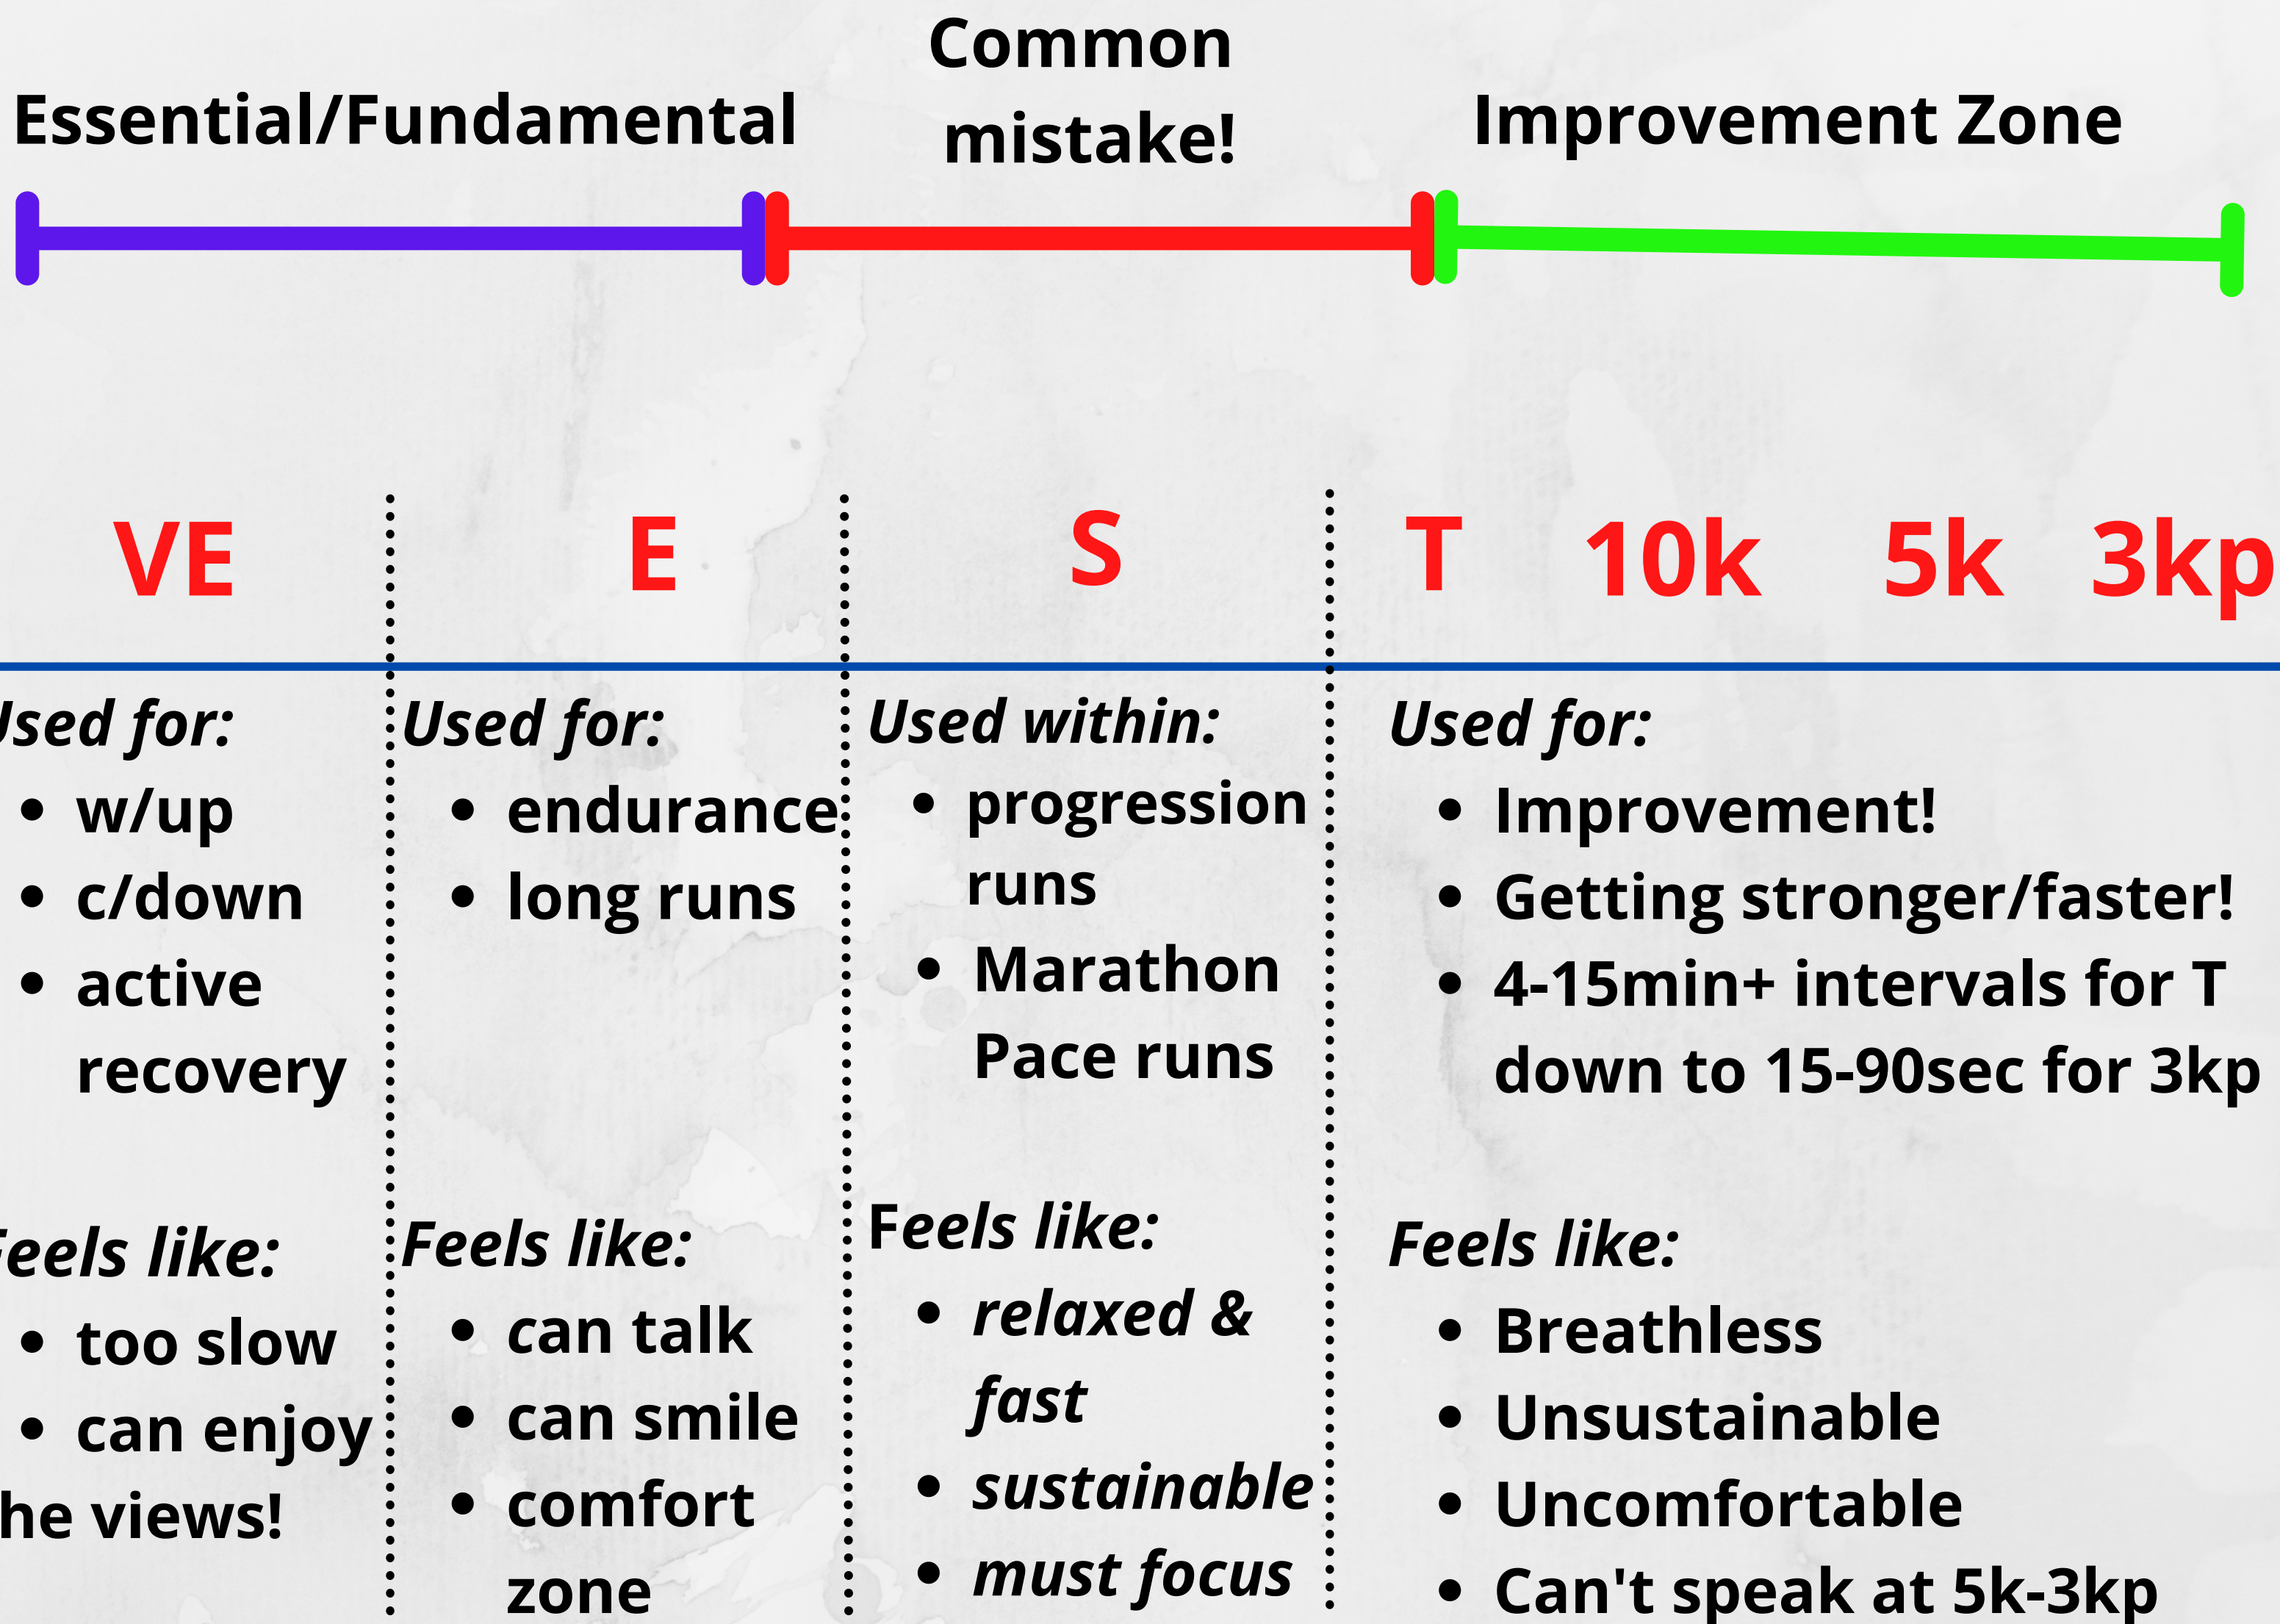 Common
mistake!
Essential/Fundamental
Improvement Zone
VE
E
S
T 10k 5k 3kp
Used for:
• w/up
• c/down
• active
recovery
Feels like:
• too slow
• can enjoy
he views!
Used for:
• endurance
• long runs
Feels like:
• can talk
• can smile
• comfort
zone
Used within:
• progression
runs
• Marathon
Pace runs
Feels like:
• relaxed &
fast
• sustainable
• must focus
Used for:
• Improvement!
• Getting stronger/faster!
• 4-15min+ intervals for T
down to 15-90sec for 3kp
Feels like:
• Breathless
• Unsustainable
• Uncomfortable
• Can't speak at 5k-3kp